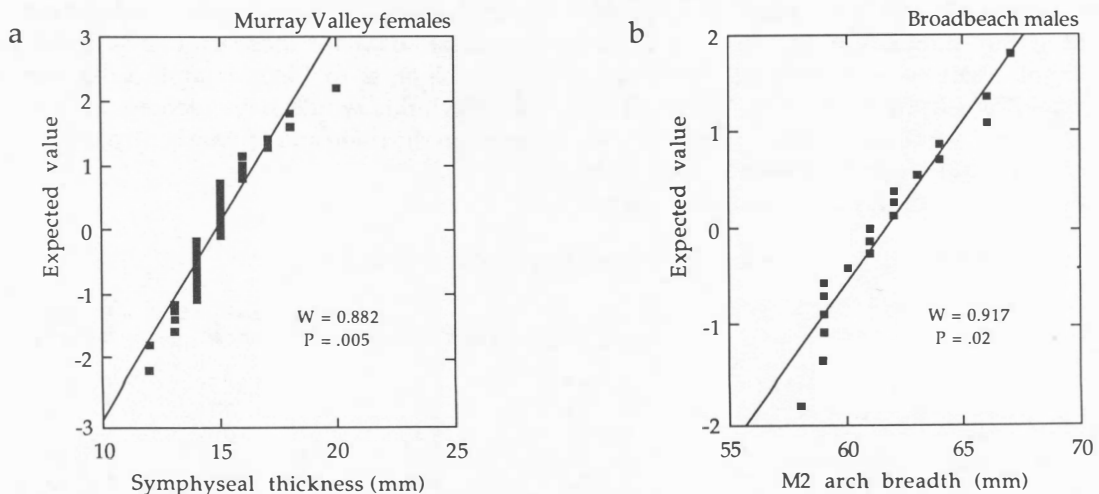 a
Murray Valley females
3
2
1
0
-1
-2
-3
Expected value
W = 0.882
P = .005
10 15 20 25
Symphyseal thickness (mm)
b
Broadbeach males
2
1
0
-1
-2
Expected value
W = 0.917
P = .02
55 60 65 70
M2 arch breadth (mm)